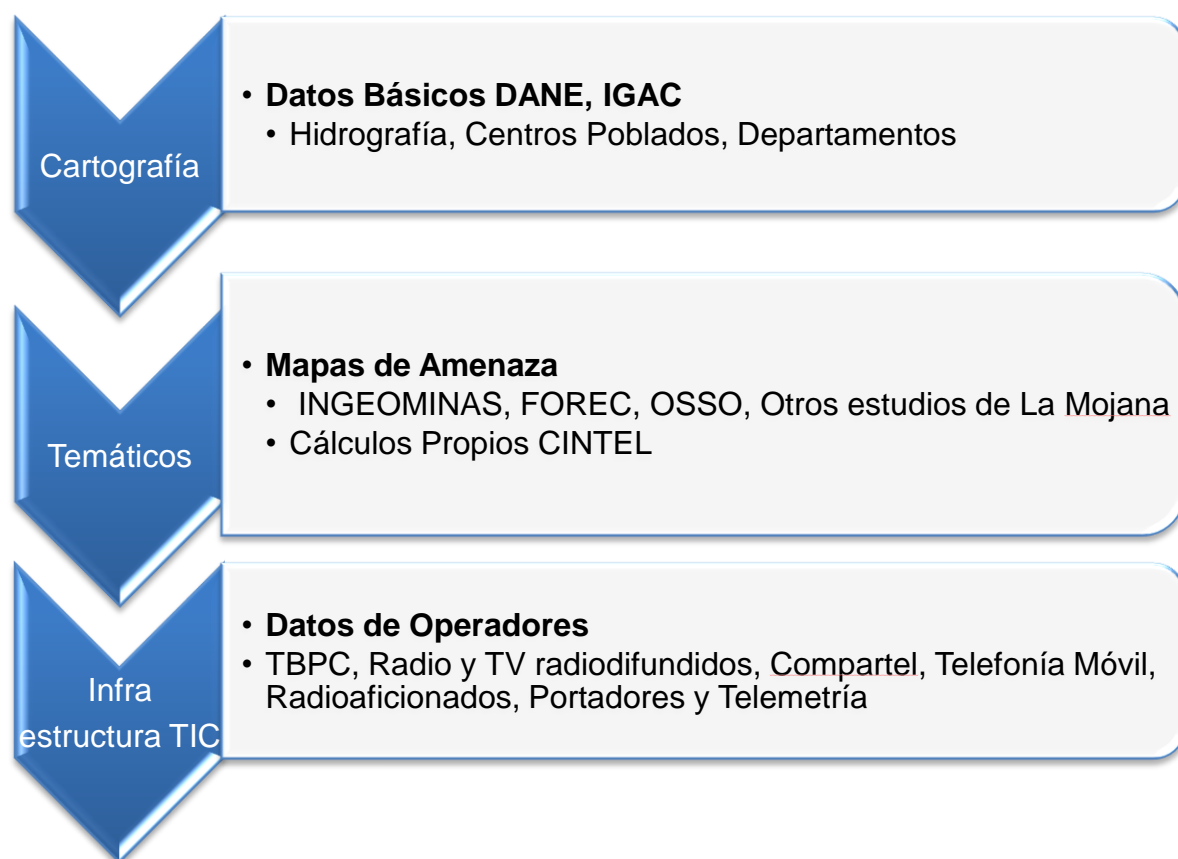 Cartografía
• Datos Básicos DANE, IGAC
• Hidrografía, Centros Poblados, Departamentos
Temáticos
• Mapas de Amenaza
• INGEOMINAS, FOREC, OSSO, Otros estudios de La Mojana
• Cálculos Propios CINTEL
Infra
estructura TIC
• Datos de Operadores
• TBPC, Radio y TV radiodifundidos, Compartel, Telefonía Móvil,
Radioaficionados, Portadores y Telemetría